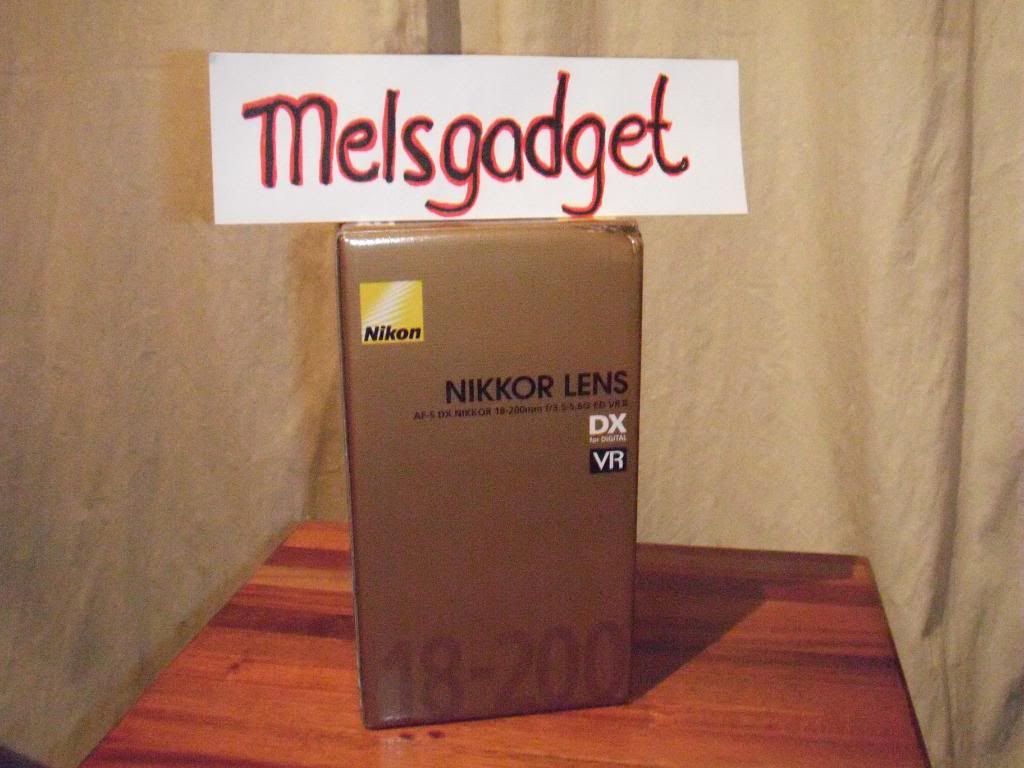 Melsgadget
Nikon
NIKKOR LENS
AF-S DX NIKKOR 18-200mm f/3.5-5.6G ED VR II
DX
for DIGITAL
VR
18-200